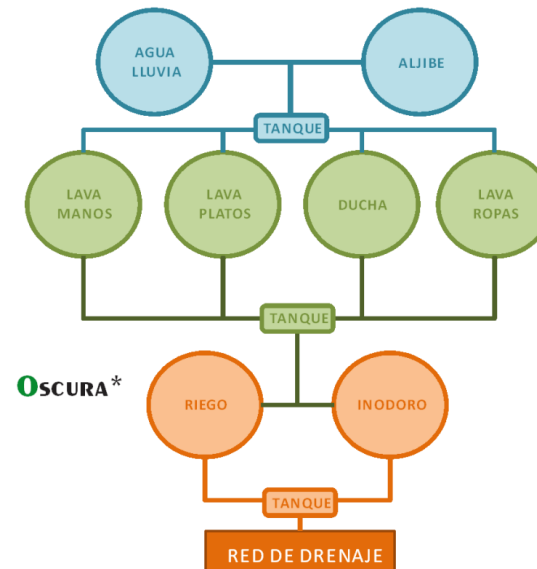 AGUA
LLUVIA
ALJIBE
TANQUE
LAVA
MANOS
LAVA
PLATOS
DUCHA
LAVA
ROPAS
TANQUE
OSCURA*
RIEGO
INODORO
TANQUE
RED DE DRENAJE